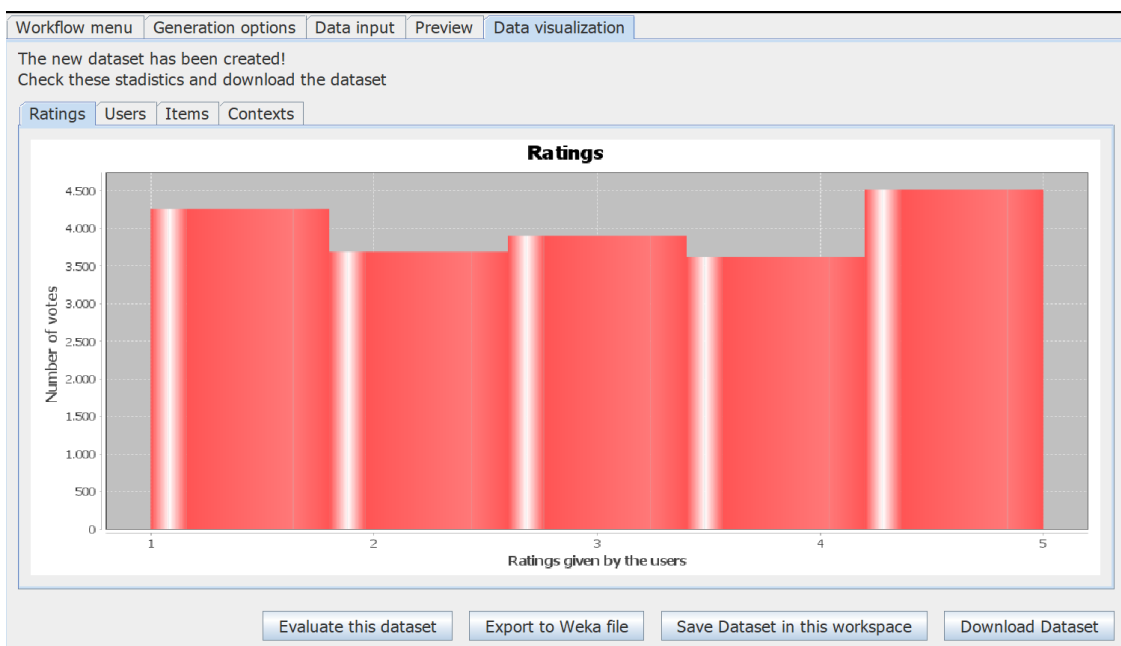 Workflow menu Generation options Data input Preview Data visualization
The new dataset has been created!
Check these stadistics and download the dataset
Ratings Users Items Contexts
Ratings
4.500
4.000
3.500
3.000
2.500
2.000
1.500
1.000
500
0
Number of votes
1 2 3 4 5
Ratings given by the users
Evaluate this dataset Export to Weka file Save Dataset in this workspace Download Dataset